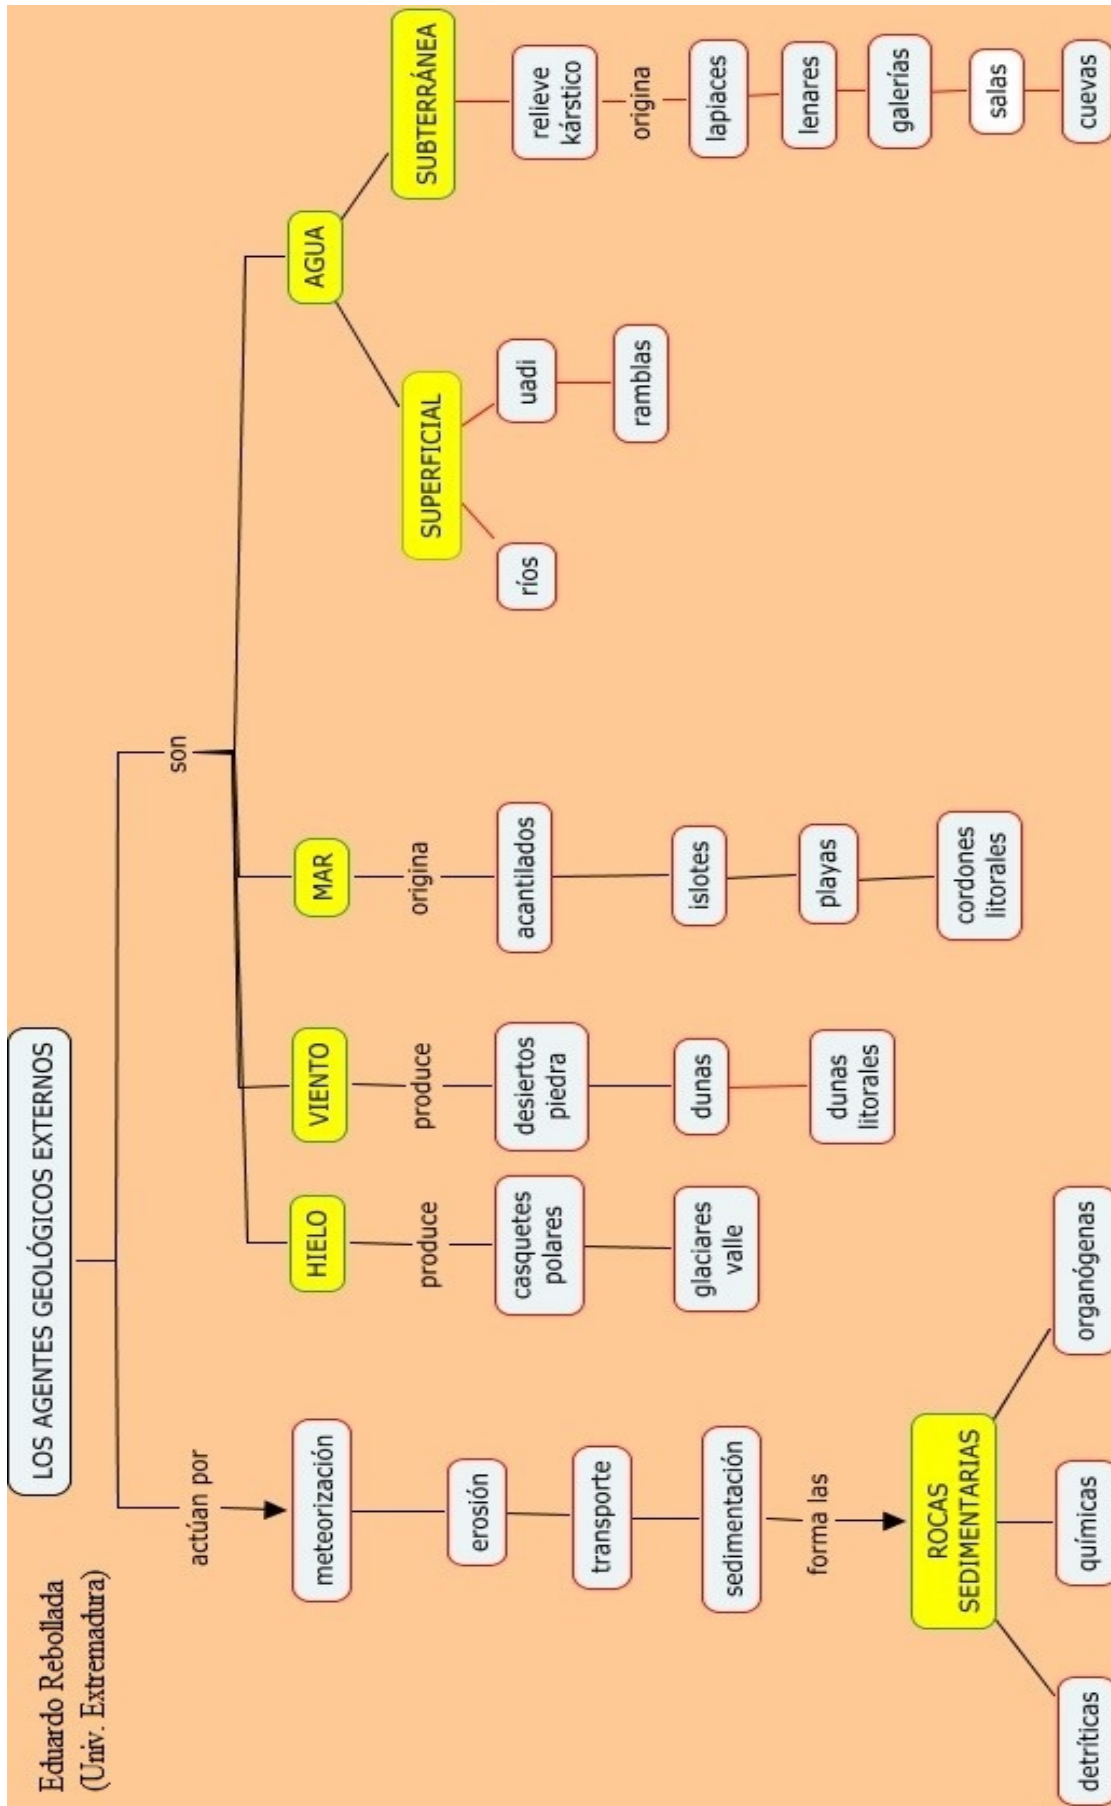 Eduardo Rebollada
(Univ. Extremadura)
LOS AGENTES GEOLÓGICOS EXTERNOS
actúan por
meteorización
erosión
transporte
sedimentación
forma las
ROCAS
SEDIMENTARIAS
detríticas
químicas
organógenas
son
HIELO
produce
casquetes
polares
glaciares
valle
VIENTO
produce
desiertos
piedra
dunas
dunas
litorales
MAR
origina
acantilados
islotes
playas
cordones
litorales
AGUA
SUPERFICIAL
ríos
uadi
ramblas
SUBTERRÁNEA
relieve
kárstico
origina
lapiaces
lenares
galerías
salas
cuevas